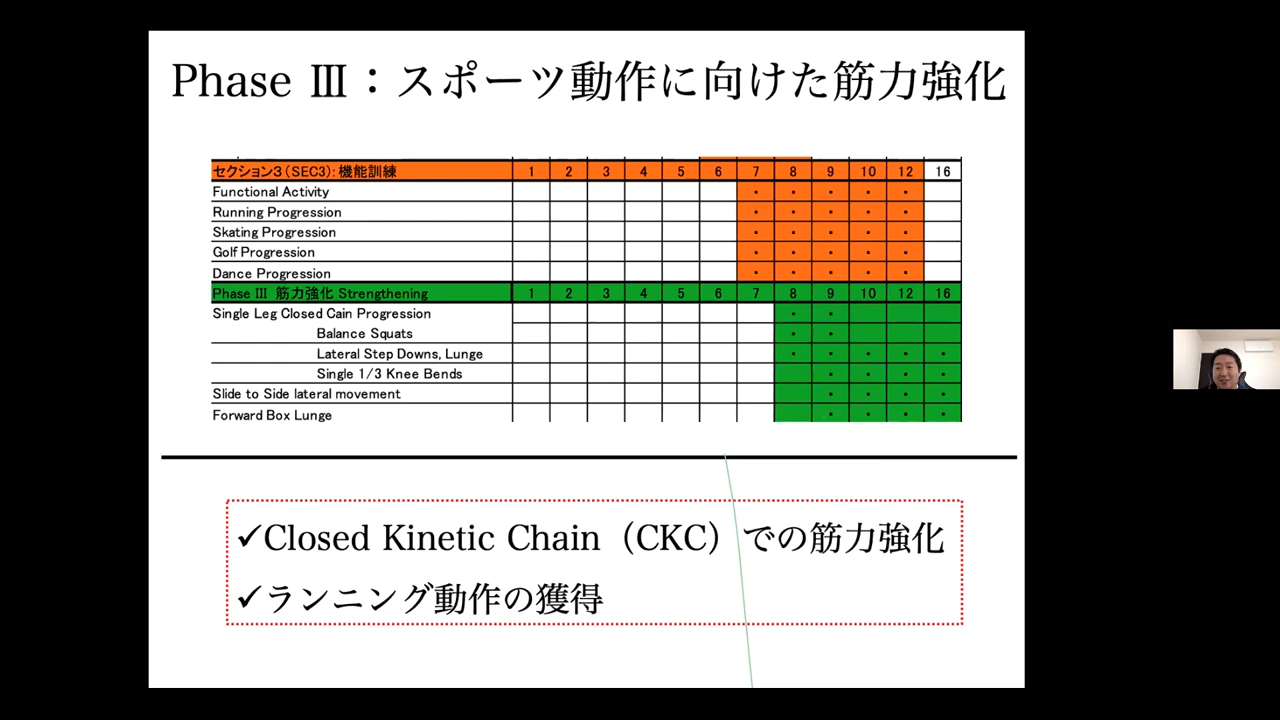 Phase Ⅲ：スポーツ動作に向けた筋力強化
セクション3（SEC3）：機能訓練 1 2 3 4 5 6 7 8 9 10 12 16
Functional Activity
Running Progression
Skating Progression
Golf Progression
Dance Progression
Phase Ⅲ 筋力強化 Strengthening 1 2 3 4 5 6 7 8 9 10 12 16
Single Leg Closed Cain Progression
Balance Squats
Lateral Step Downs, Lunge
Single 1/3 Knee Bends
Slide to Side lateral movement
Forward Box Lunge
✓Closed Kinetic Chain（CKC）での筋力強化
✓ランニング動作の獲得